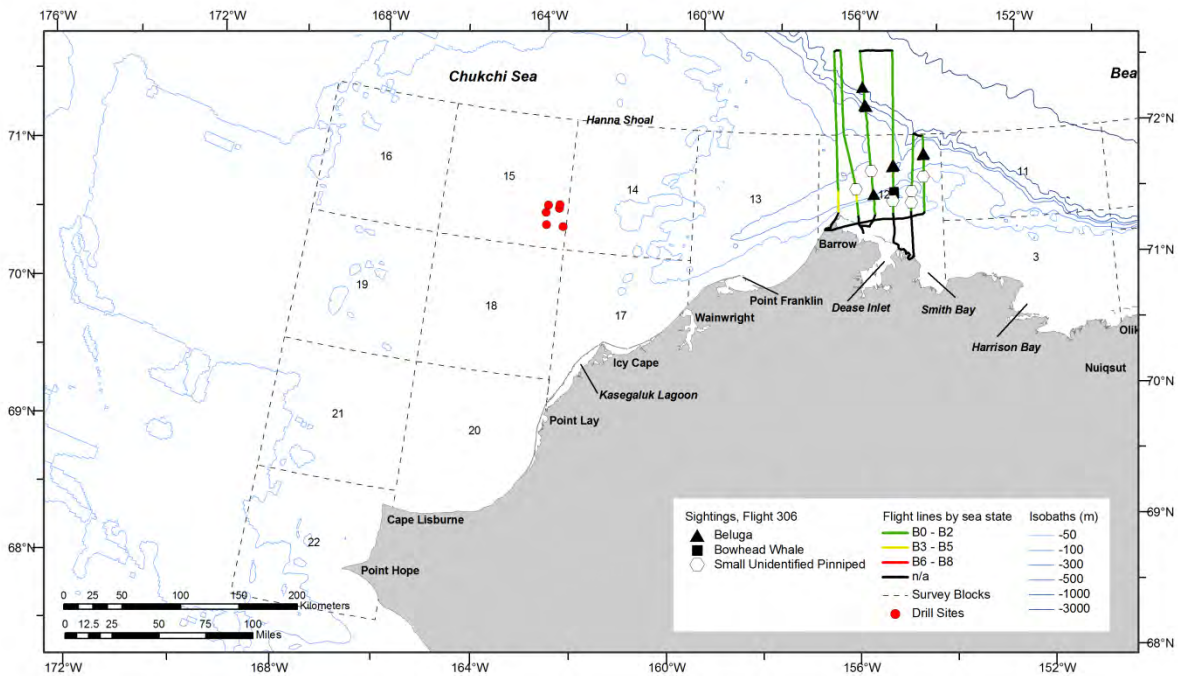 176°W 172°W 168°W 164°W 160°W 156°W 152°W
Chukchi Sea
Bea
72°N
71°N
Hanna Shoal
16
15
14
13
12
11
71°N
Barrow
3
70°N
19
18
17
Point Franklin
Dease Inlet
Smith Bay
Wainwright
Harrison Bay
Olik
Icy Cape
Nuiqsut
Kasegaluk Lagoon
70°N
69°N
21
20
Point Lay
Cape Lisburne
69°N
68°N
22
Point Hope
Sightings, Flight 306
Beluga
Bowhead Whale
Small Unidentified Pinniped
Flight lines by sea state
B0 - B2
B3 - B5
B6 - B8
n/a
Survey Blocks
Drill Sites
Isobaths (m)
-50
-100
-300
-500
-1000
-3000
0 25 50 100 150 200
Kilometers
0 12.5 25 50 75 100
Miles
68°N
172°W 168°W 164°W 160°W 156°W 152°W